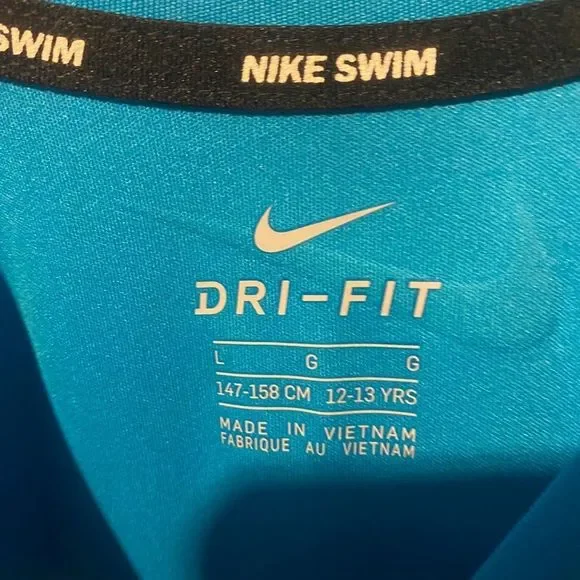 SWIM NIKE SWIM
DRI-FIT
L G G
147-158 CM 12-13 YRS
MADE IN VIETNAM
FABRIQUE AU VIETNAM